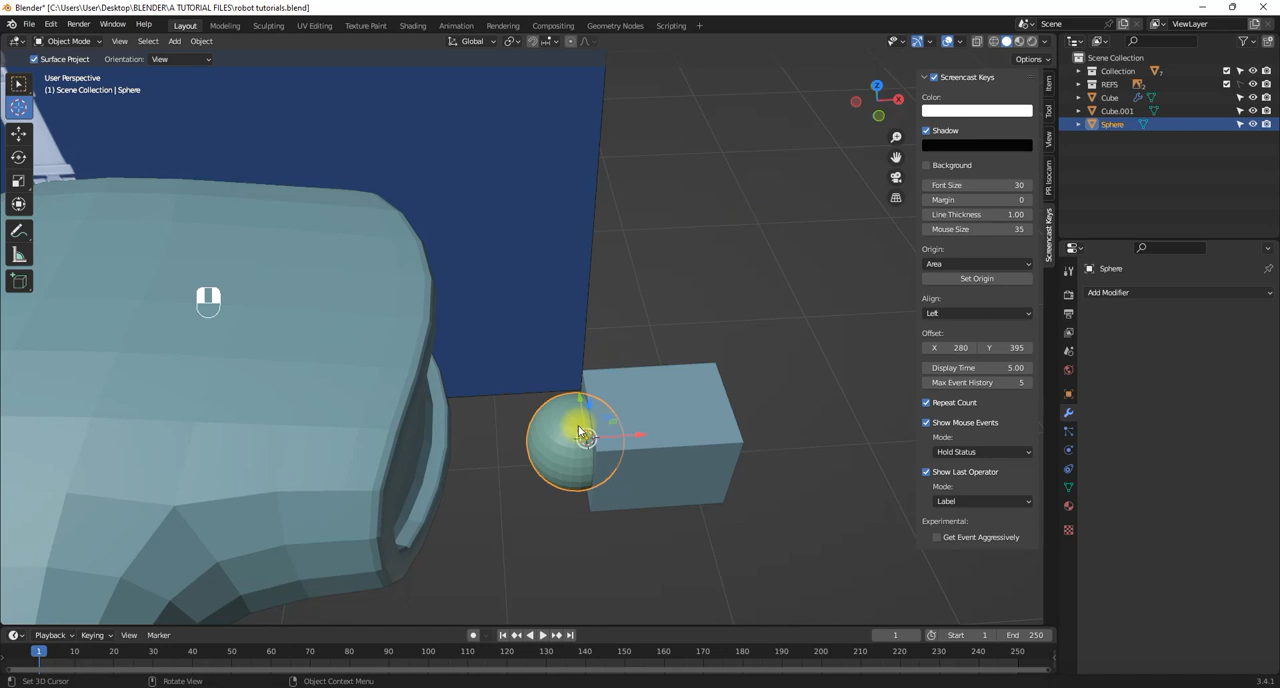 Blender* [C:\Users\User\Desktop\BLENDER\A TUTORIAL FILES\robot tutorials.blend]
File Edit Render Window Help Layout Modeling Sculpting UV Editing Texture Paint Shading Animation Rendering Compositing Geometry Nodes Scripting + Scene ViewLayer
Object Mode View Select Add Object Global
Surface Project Orientation: View Options
User Perspective
(1) Scene Collection | Sphere
Z
X
Item
Tool
View
PR Isocam
Screencast Keys
Screencast Keys
Color:
Shadow
Background
Font Size 30
Margin 0
Line Thickness 1.00
Mouse Size 35
Origin:
Area
Set Origin
Align:
Left
Offset:
X 280 Y 395
Display Time 5.00
Max Event History 5
Repeat Count
Show Mouse Events
Mode:
Hold Status
Show Last Operator
Mode:
Label
Experimental:
Get Event Aggressively
Scene Collection
Collection 7
REFS 2
Cube
Cube.001
Sphere
Sphere
Add Modifier
Playback Keying View Marker 1 Start 1 End 250
1 10 20 30 40 50 60 70 80 90 100 110 120 130 140 150 160 170 180 190 200 210 220 230 240 250
Set 3D Cursor Rotate View Object Context Menu 3.4.1